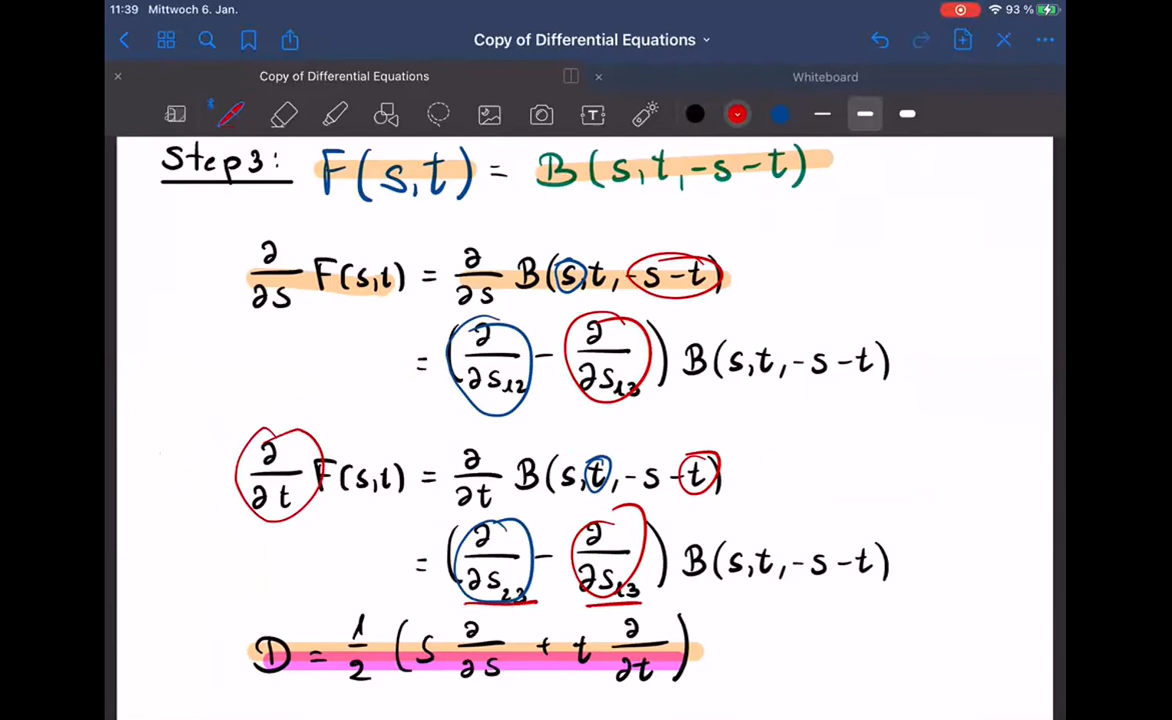 11:39 Mittwoch 6. Jan. 93 %
Copy of Differential Equations
Copy of Differential Equations Whiteboard
T
Step 3: F(s,t) = B(s,t,-s-t)
∂/∂s F(s,t) = ∂/∂s B(s,t,-s-t)
= (∂/∂s₁₂ - ∂/∂s₁₃) B(s,t,-s-t)
∂/∂t F(s,t) = ∂/∂t B(s,t,-s-t)
= (∂/∂s₂₃ - ∂/∂s₁₃) B(s,t,-s-t)
D = 1/2 (s ∂/∂s + t ∂/∂t)